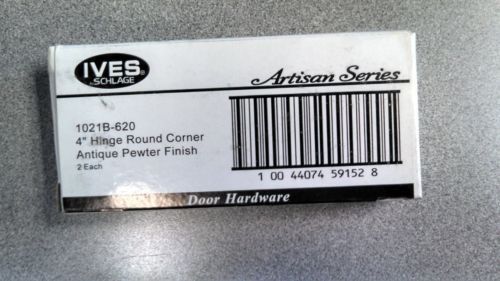 IVES®
by SCHLAGE
Artisan Series
1021B-620
4" Hinge Round Corner
Antique Pewter Finish
2 Each
1 00 44074 59152 8
Door Hardware